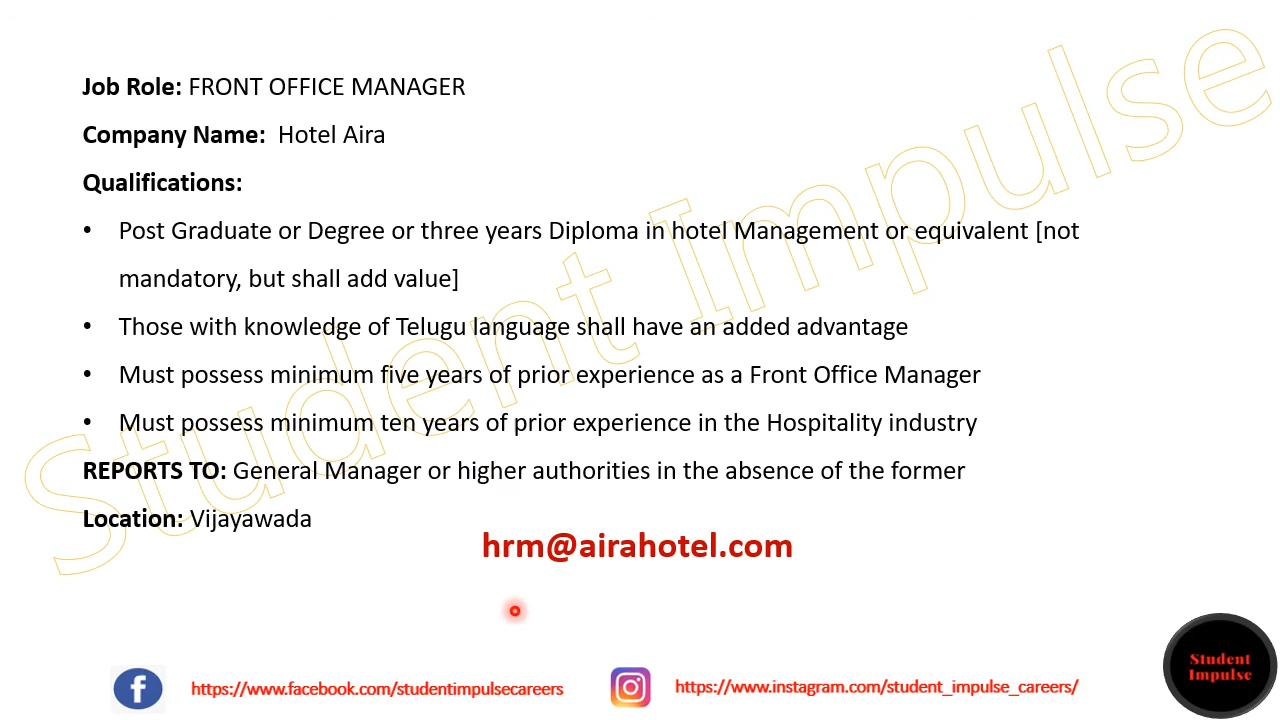 Job Role: FRONT OFFICE MANAGER
Company Name: Hotel Aira
Qualifications:
• Post Graduate or Degree or three years Diploma in hotel Management or equivalent [not
mandatory, but shall add value]
• Those with knowledge of Telugu language shall have an added advantage
• Must possess minimum five years of prior experience as a Front Office Manager
• Must possess minimum ten years of prior experience in the Hospitality industry
REPORTS TO: General Manager or higher authorities in the absence of the former
Location: Vijayawada
hrm@airahotel.com
Student Impulse
https://www.facebook.com/studentimpulsecareers
https://www.instagram.com/student_impulse_careers/
Student
Impulse